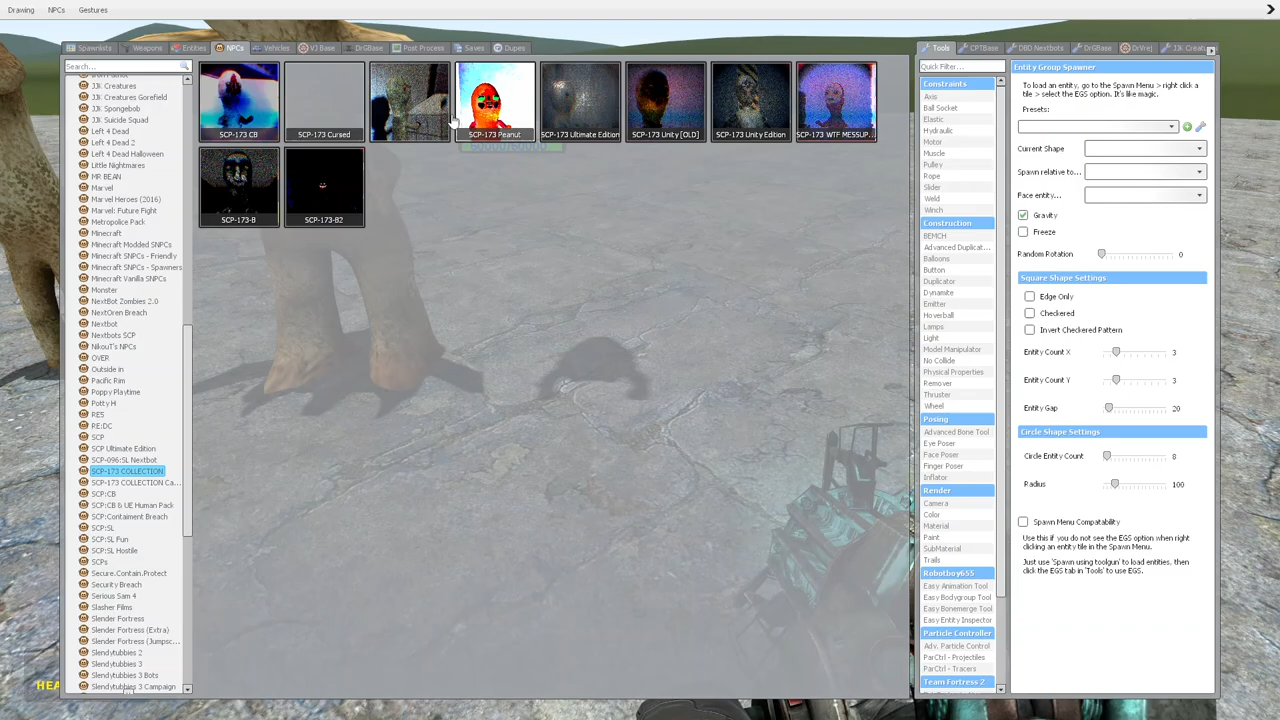 Drawing NPCs Gestures
Spawnlists Weapons Entities NPCs Vehicles VJ Base DrGBase Post Process Saves Dupes
Search...
JJK Creatures
JJK Creatures Gorefield
JJK Spongebob
JJK Suicide Squad
Left 4 Dead
Left 4 Dead 2
Left 4 Dead Halloween
Little Nightmares
MR BEAN
Marvel
Marvel Heroes (2016)
Marvel: Future Fight
Metropolice Pack
Minecraft
Minecraft Modded SNPCs
Minecraft SNPCs - Friendly
Minecraft SNPCs - Spawners
Minecraft Vanilla SNPCs
Monster
NextBot Zombies 2.0
NextOren Breach
Nextbot
Nextbots SCP
NikouT's NPCs
OVER
Outside in
Pacific Rim
Poppy Playtime
Potty H
RE5
RE:DC
SCP
SCP Ultimate Edition
SCP-096:SL Nextbot
SCP-173 COLLECTION
SCP-173 COLLECTION Ca...
SCP:CB
SCP:CB & UE Human Pack
SCP:Contaiment Breach
SCP:SL
SCP:SL Fun
SCP:SL Hostile
SCPs
Secure.Contain.Protect
Security Breach
Serious Sam 4
Slasher Films
Slender Fortress
Slender Fortress (Extra)
Slender Fortress (Jumpsc...
Slendytubbies 2
Slendytubbies 3
Slendytubbies 3 Bots
Slendytubbies 3 Campaign
SCP-173 CB
SCP-173 Cursed
SCP-173 Peanut
SCP-173 Ultimate Edition
SCP-173 Unity [OLD]
SCP-173 Unity Edition
SCP-173 WTF MESSUP...
SCP-173-B
SCP-173-B2
Tools CPTBase DBD Nextbots DrGBase DrVrej JJK Creatu
Quick Filter...
Constraints
Axis
Ball Socket
Elastic
Hydraulic
Motor
Muscle
Pulley
Rope
Slider
Weld
Winch
Construction
BEMCH
Advanced Duplicat...
Balloons
Button
Duplicator
Dynamite
Emitter
Hoverball
Lamps
Light
Model Manipulator
No Collide
Physical Properties
Remover
Thruster
Wheel
Posing
Advanced Bone Tool
Eye Poser
Face Poser
Finger Poser
Inflator
Render
Camera
Color
Material
Paint
SubMaterial
Trails
Robotboy655
Easy Animation Tool
Easy Bodygroup Tool
Easy Bonemerge Tool
Easy Entity Inspector
Particle Controller
Adv. Particle Control
ParCtrl - Projectiles
ParCtrl - Tracers
Team Fortress 2
Entity Group Spawner
To load an entity, go to the Spawn Menu > right click a
tile > select the EGS option. It's like magic.
Presets:
Current Shape
Spawn relative to...
Face entity...
Gravity
Freeze
Random Rotation 0
Square Shape Settings
Edge Only
Checkered
Invert Checkered Pattern
Entity Count X 3
Entity Count Y 3
Entity Gap 20
Circle Shape Settings
Circle Entity Count 8
Radius 100
Spawn Menu Compatability
Use this if you do not see the EGS option when right
clicking an entity tile in the Spawn Menu.
Just use 'Spawn using toolgun' to load entities, then
click the EGS tab in 'Tools' to use EGS.